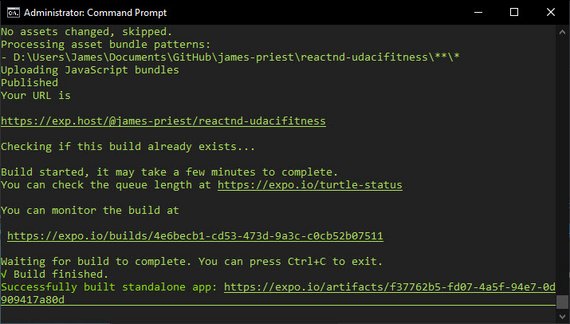 Administrator: Command Prompt
No assets changed, skipped.
Processing asset bundle patterns:
- D:\Users\James\Documents\GitHub\james-priest\reactnd-udacifitness\**\*
Uploading JavaScript bundles
Published
Your URL is
https://exp.host/@james-priest/reactnd-udacifitness
Checking if this build already exists...
Build started, it may take a few minutes to complete.
You can check the queue length at https://expo.io/turtle-status
You can monitor the build at
https://expo.io/builds/4e6becb1-cd53-473d-9a3c-c0cb52b07511
Waiting for build to complete. You can press Ctrl+C to exit.
√ Build finished.
Successfully built standalone app: https://expo.io/artifacts/f37762b5-fd07-4a5f-94e7-0d
909417a80d